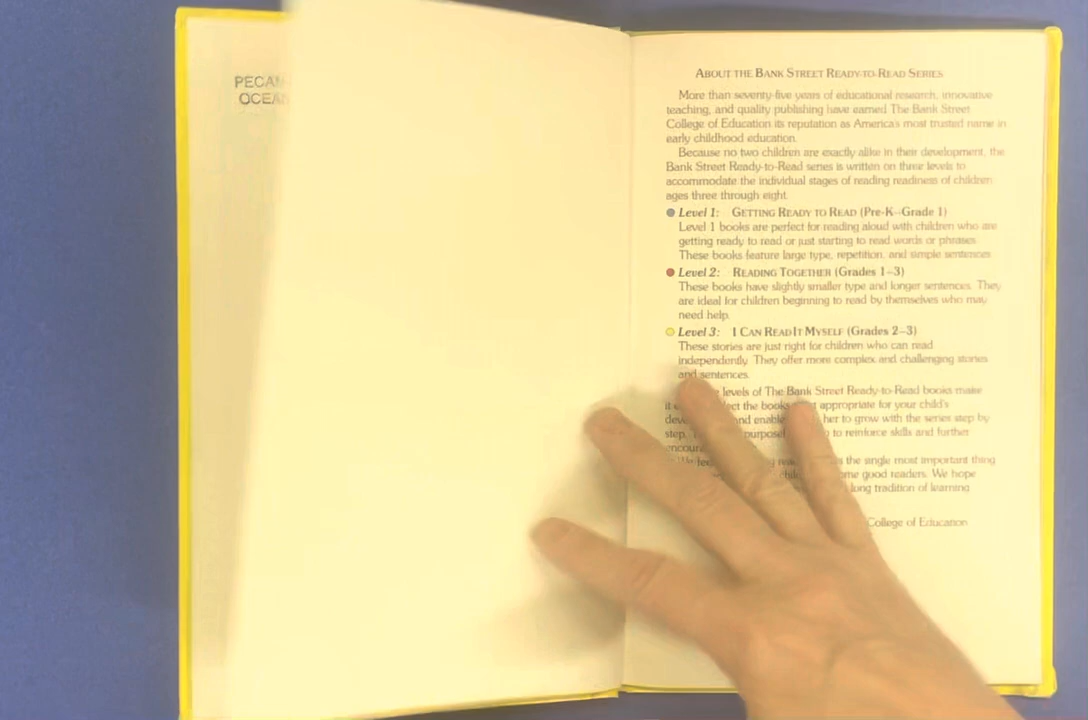 PECAN
OCEAN
ABOUT THE BANK STREET READY-TO-READ SERIES
More than seventy-five years of educational research, innovative
teaching, and quality publishing have earned The Bank Street
College of Education its reputation as America's most trusted name in
early childhood education.
Because no two children are exactly alike in their development, the
Bank Street Ready-to-Read series is written on three levels to
accommodate the individual stages of reading readiness of children
ages three through eight.
Level 1: GETTING READY TO READ (Pre-K–Grade 1)
Level 1 books are perfect for reading aloud with children who are
getting ready to read or just starting to read words or phrases.
These books feature large type, repetition, and simple sentences.
Level 2: READING TOGETHER (Grades 1–3)
These books have slightly smaller type and longer sentences. They
are ideal for children beginning to read by themselves who may
need help.
Level 3: I CAN READ IT MYSELF (Grades 2–3)
These stories are just right for children who can read
independently. They offer more complex and challenging stories
and sentences.
levels of The Bank Street Ready-to-Read books make
it the books appropriate for your child's
and enable her to grow with the series step by
step. purposely to reinforce skills and further
the single most important thing
good readers. We hope
long tradition of learning
College of Education